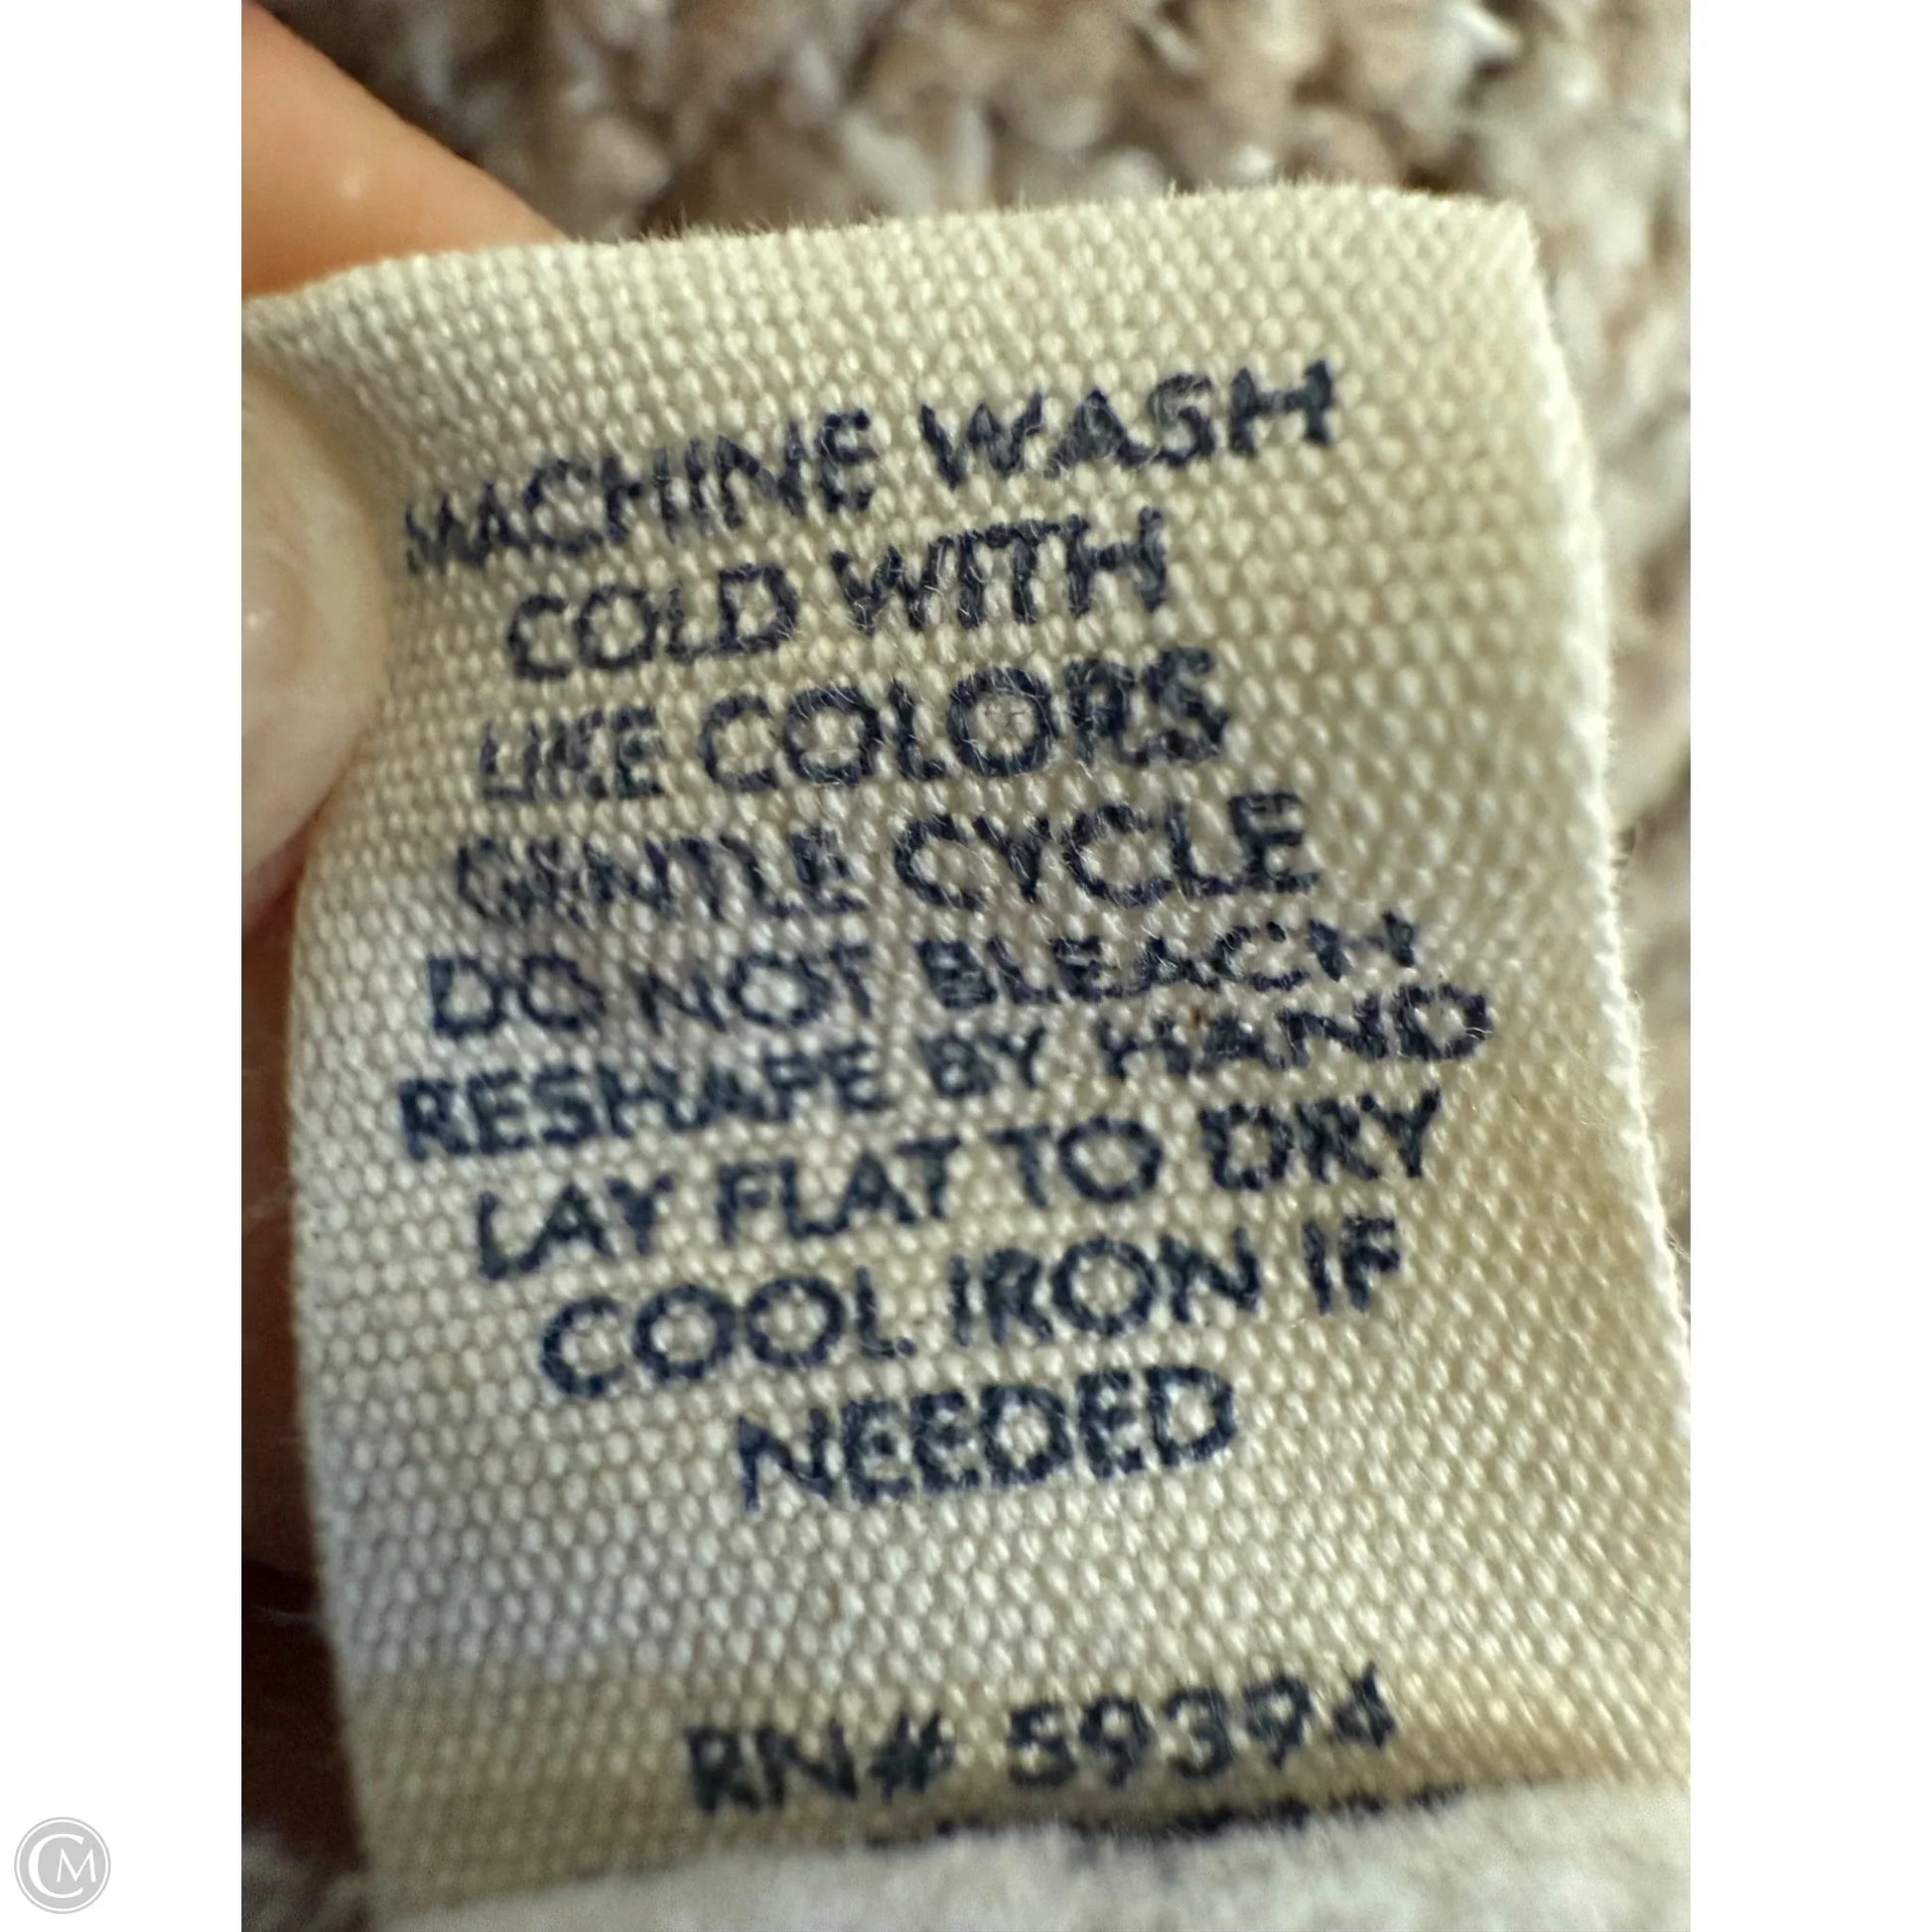 MACHINE WASH
COLD WITH
LIKE COLORS
GENTLE CYCLE
DO NOT BLEACH
RESHAPE BY HAND
LAY FLAT TO DRY
COOL IRON IF
NEEDED
RN# 59394
CM